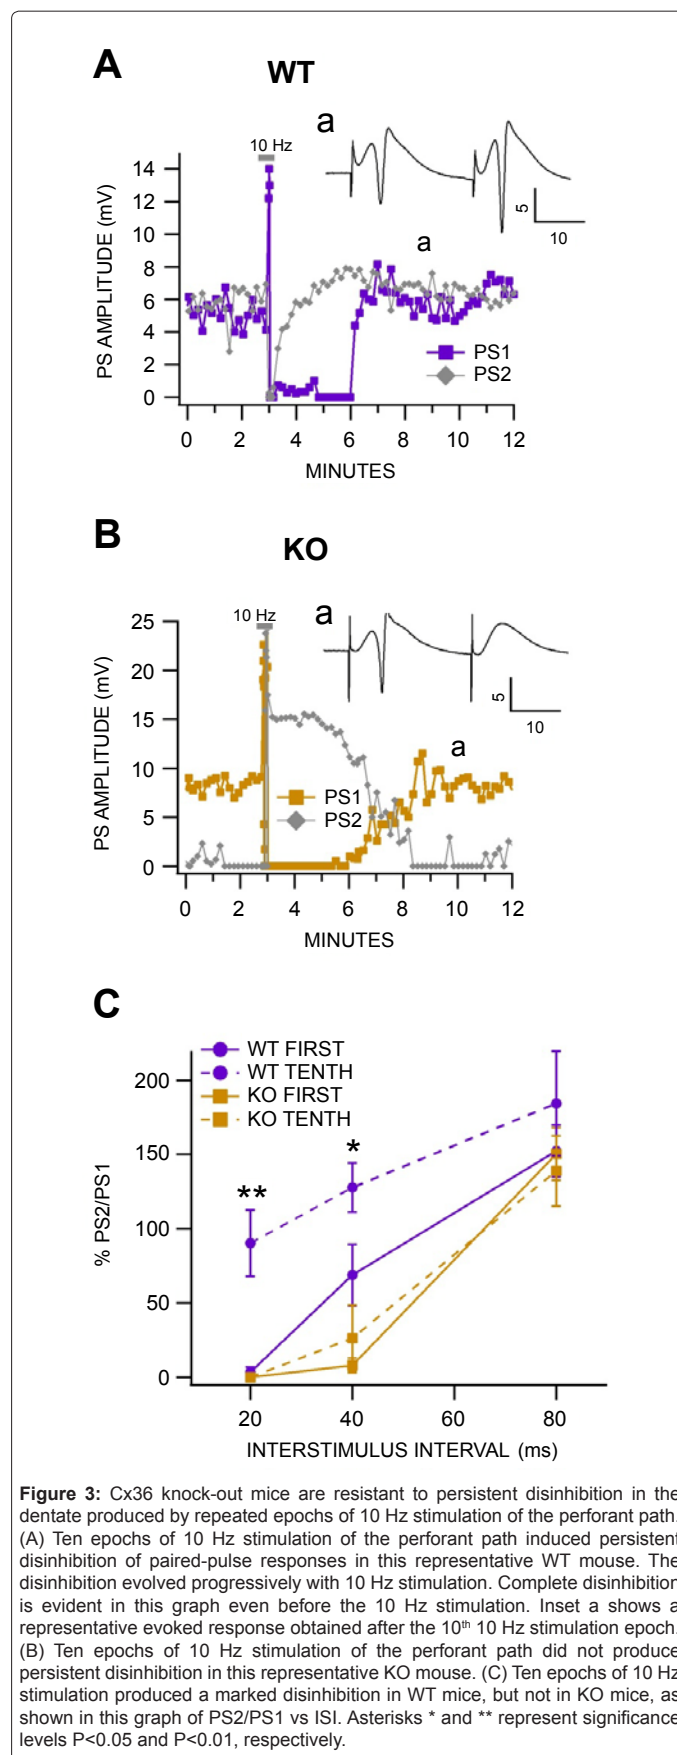 A
WT
a
10 Hz
14
12
10
8
6
4
2
0
PS AMPLITUDE (mV)
5
10
a
PS1
PS2
0 2 4 6 8 10 12
MINUTES
B
KO
a
10 Hz
25
20
15
10
5
0
PS AMPLITUDE (mV)
5
10
a
PS1
PS2
0 2 4 6 8 10 12
MINUTES
C
WT FIRST
WT TENTH
KO FIRST
KO TENTH
200
150
100
50
0
% PS2/PS1
**
*
20 40 60 80
INTERSTIMULUS INTERVAL (ms)
Figure 3: Cx36 knock-out mice are resistant to persistent disinhibition in the
dentate produced by repeated epochs of 10 Hz stimulation of the perforant path.
(A) Ten epochs of 10 Hz stimulation of the perforant path induced persistent
disinhibition of paired-pulse responses in this representative WT mouse. The
disinhibition evolved progressively with 10 Hz stimulation. Complete disinhibition
is evident in this graph even before the 10 Hz stimulation. Inset a shows a
representative evoked response obtained after the 10th 10 Hz stimulation epoch.
(B) Ten epochs of 10 Hz stimulation of the perforant path did not produce
persistent disinhibition in this representative KO mouse. (C) Ten epochs of 10 Hz
stimulation produced a marked disinhibition in WT mice, but not in KO mice, as
shown in this graph of PS2/PS1 vs ISI. Asterisks * and ** represent significance
levels P<0.05 and P<0.01, respectively.